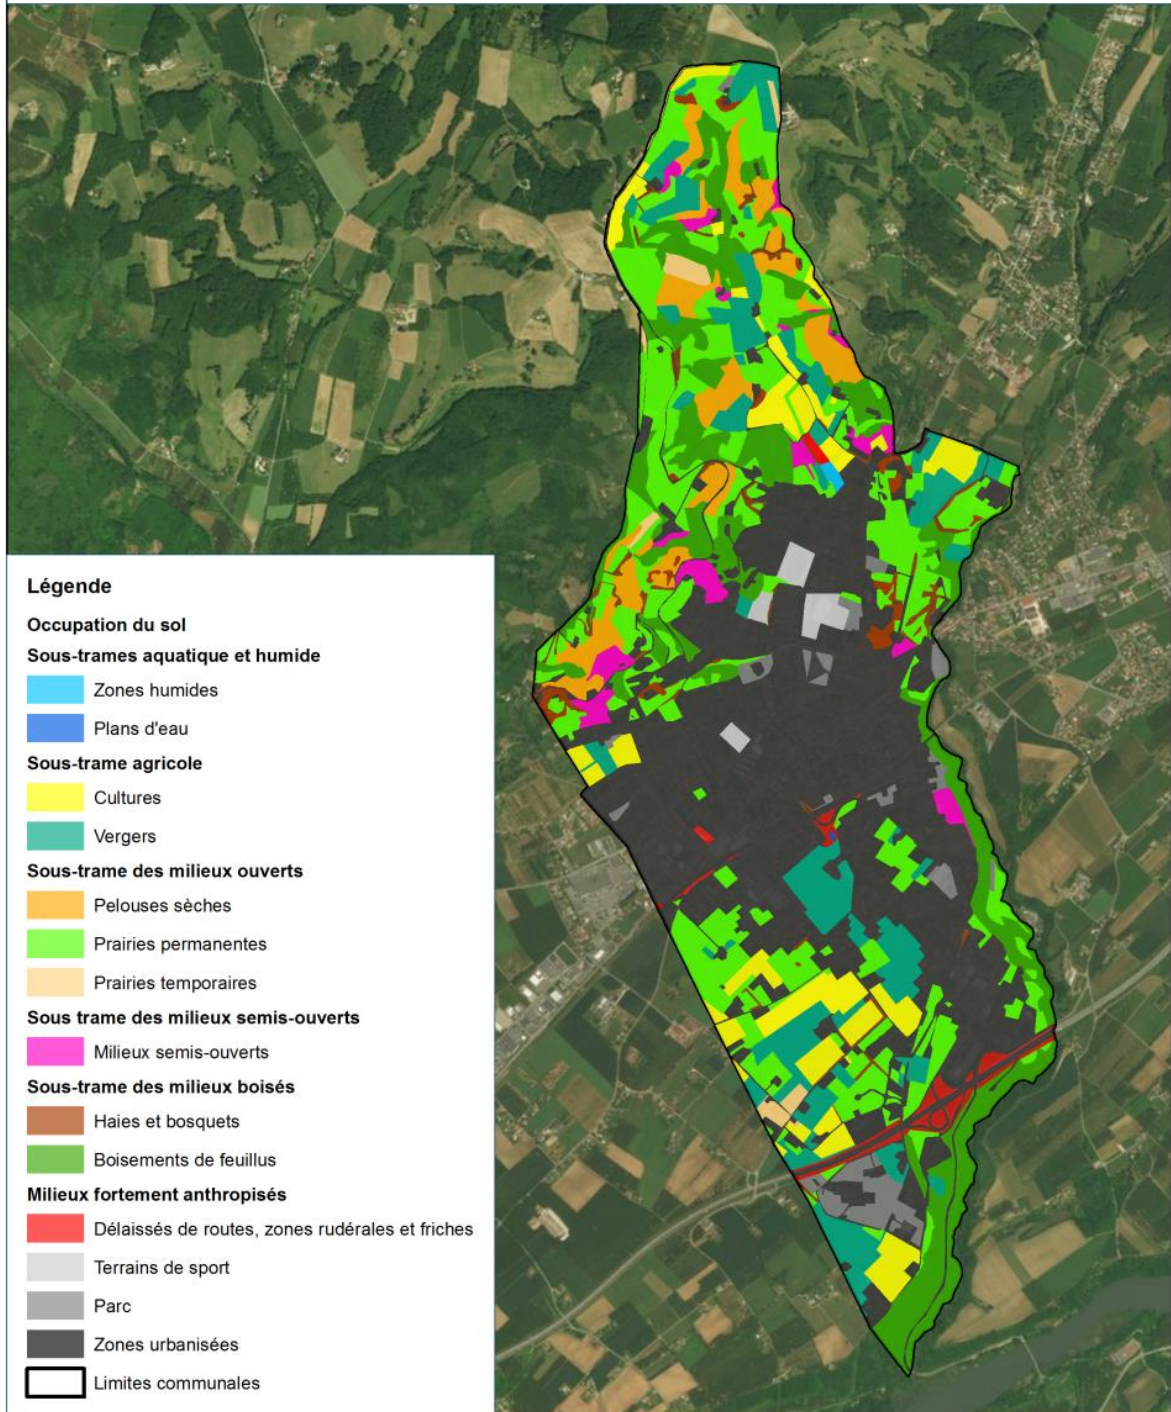 Légende
Occupation du sol
Sous-trames aquatique et humide
Zones humides
Plans d'eau
Sous-trame agricole
Cultures
Vergers
Sous-trame des milieux ouverts
Pelouses sèches
Prairies permanentes
Prairies temporaires
Sous trame des milieux semis-ouverts
Milieux semis-ouverts
Sous-trame des milieux boisés
Haies et bosquets
Boisements de feuillus
Milieux fortement anthropisés
Délaissés de routes, zones rudérales et friches
Terrains de sport
Parc
Zones urbanisées
Limites communales